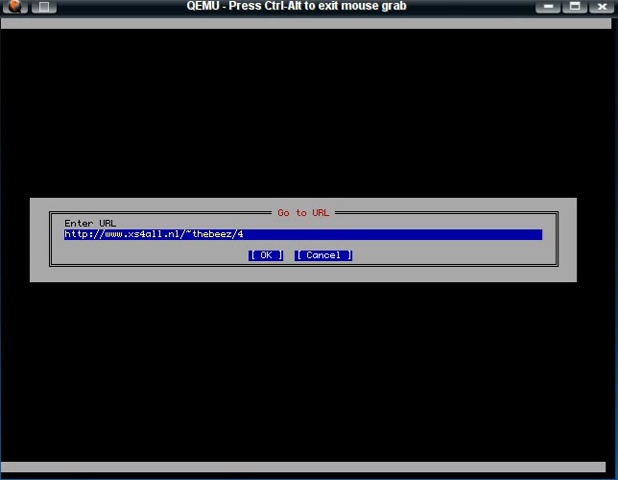 QEMU - Press Ctrl-Alt to exit mouse grab
Go to URL
Enter URL
http://www.xs4all.nl/~thebeez/4
[ OK ] [ Cancel ]